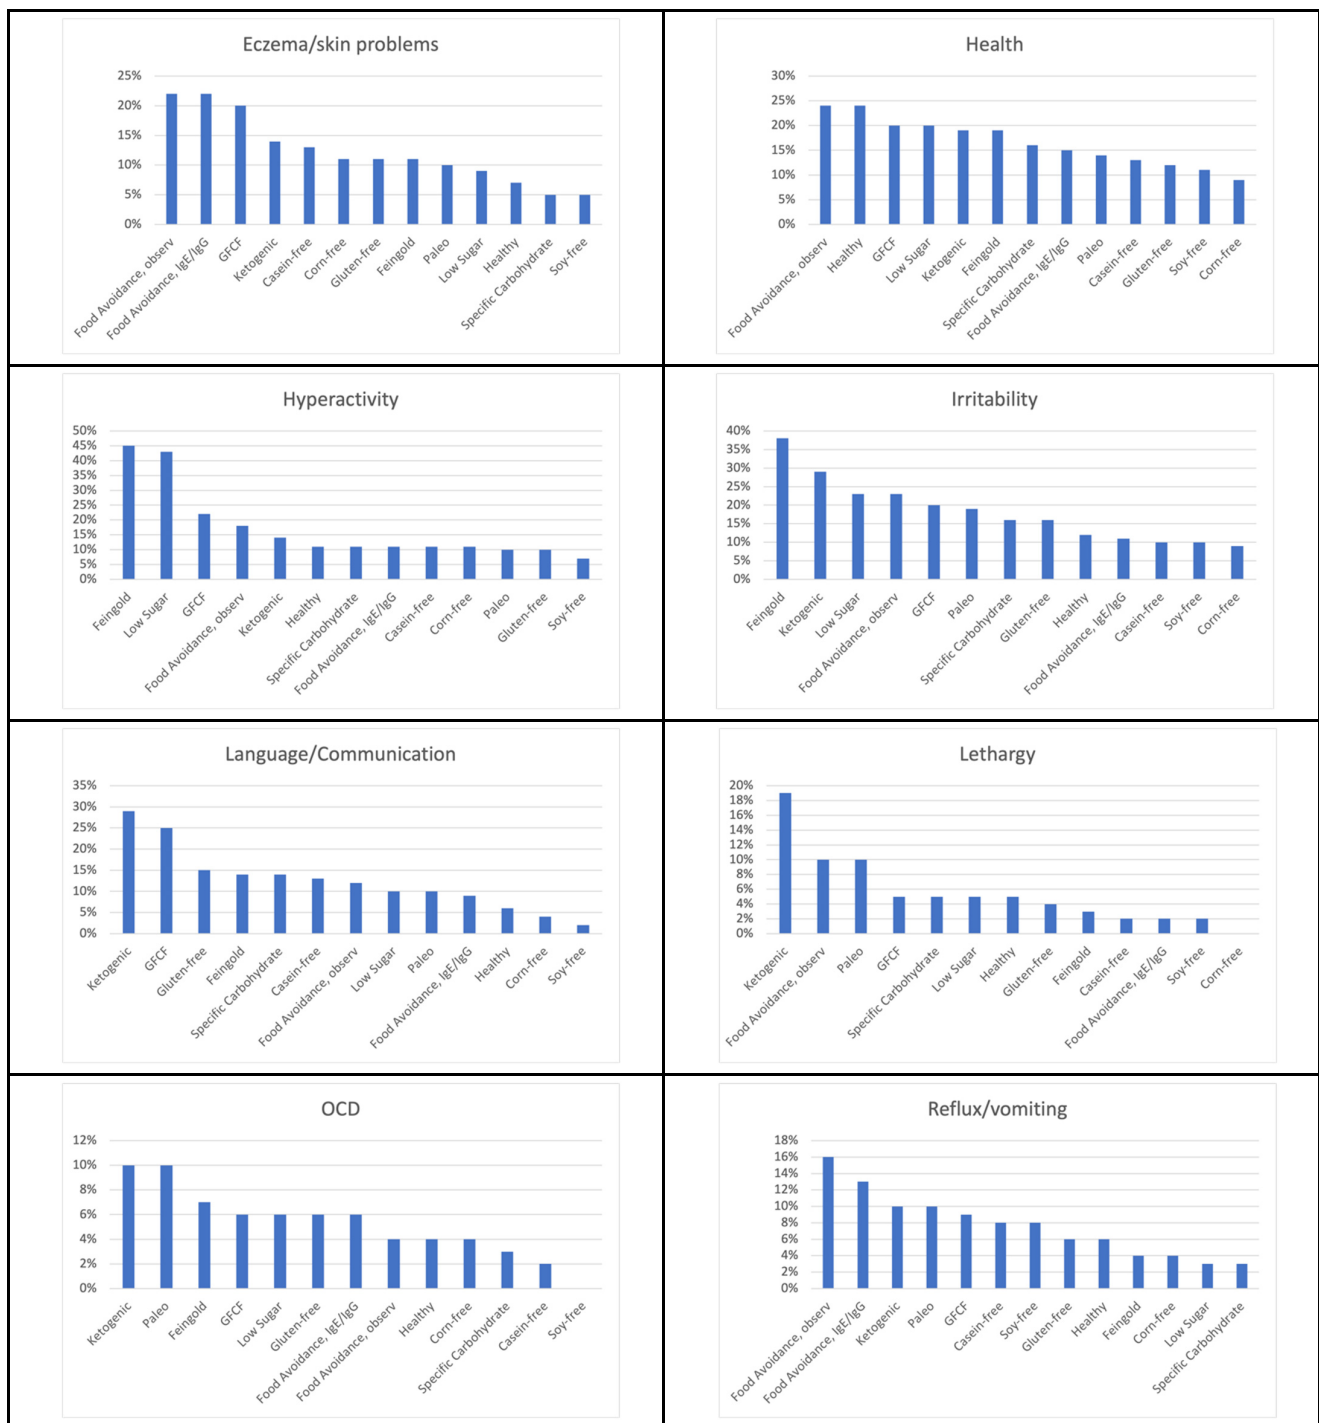 Eczema/skin problems
25%
20%
15%
10%
5%
0%
Food Avoidance, observ
Food Avoidance, IgE/IgG
GFCF
Ketogenic
Casein-free
Corn-free
Gluten-free
Feingold
Paleo
Low Sugar
Healthy
Specific Carbohydrate
Soy-free
Health
30%
25%
20%
15%
10%
5%
0%
Food Avoidance, observ
Healthy
GFCF
Low Sugar
Ketogenic
Feingold
Specific Carbohydrate
Food Avoidance, IgE/IgG
Paleo
Casein-free
Gluten-free
Soy-free
Corn-free
Hyperactivity
50%
45%
40%
35%
30%
25%
20%
15%
10%
5%
0%
Feingold
Low Sugar
GFCF
Food Avoidance, observ
Ketogenic
Healthy
Specific Carbohydrate
Food Avoidance, IgE/IgG
Casein-free
Corn-free
Paleo
Gluten-free
Soy-free
Irritability
40%
35%
30%
25%
20%
15%
10%
5%
0%
Feingold
Ketogenic
Low Sugar
Food Avoidance, observ
GFCF
Paleo
Specific Carbohydrate
Gluten-free
Healthy
Food Avoidance, IgE/IgG
Casein-free
Soy-free
Corn-free
Language/Communication
35%
30%
25%
20%
15%
10%
5%
0%
Ketogenic
GFCF
Gluten-free
Feingold
Specific Carbohydrate
Casein-free
Food Avoidance, observ
Low Sugar
Paleo
Food Avoidance, IgE/IgG
Healthy
Corn-free
Soy-free
Lethargy
20%
18%
16%
14%
12%
10%
8%
6%
4%
2%
0%
Ketogenic
Food Avoidance, observ
Paleo
GFCF
Specific Carbohydrate
Low Sugar
Healthy
Gluten-free
Feingold
Casein-free
Food Avoidance, IgE/IgG
Soy-free
Corn-free
OCD
12%
10%
8%
6%
4%
2%
0%
Ketogenic
Paleo
Feingold
GFCF
Low Sugar
Gluten-free
Food Avoidance, IgE/IgG
Food Avoidance, observ
Healthy
Corn-free
Specific Carbohydrate
Casein-free
Soy-free
Reflux/vomiting
18%
16%
14%
12%
10%
8%
6%
4%
2%
0%
Food Avoidance, observ
Food Avoidance, IgE/IgG
Ketogenic
Paleo
GFCF
Casein-free
Soy-free
Gluten-free
Healthy
Feingold
Corn-free
Low Sugar
Specific Carbohydrate